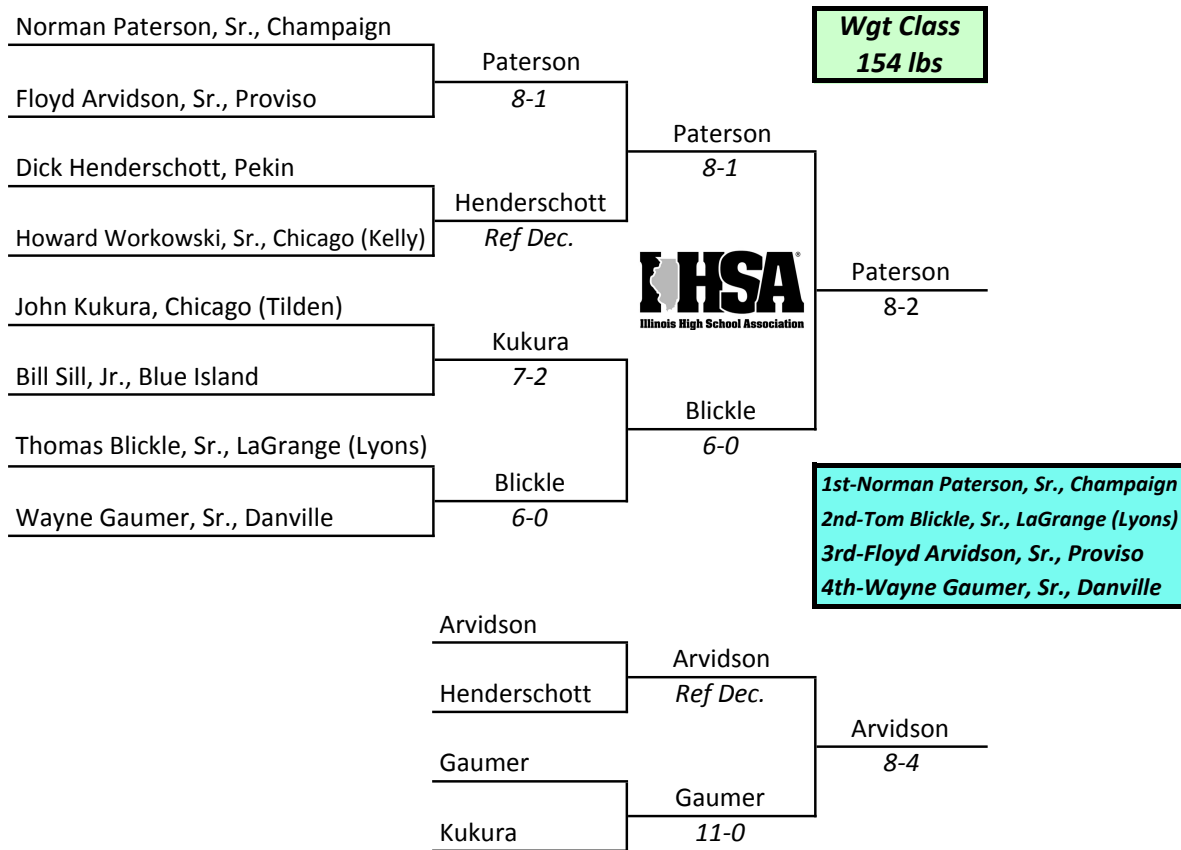 Norman Paterson, Sr., Champaign
Wgt Class
154 lbs
Paterson
8-1
Floyd Arvidson, Sr., Proviso
Paterson
8-1
Dick Henderschott, Pekin
Henderschott
Ref Dec.
Howard Workowski, Sr., Chicago (Kelly)
IHSA®
Illinois High School Association
Paterson
8-2
John Kukura, Chicago (Tilden)
Kukura
7-2
Bill Sill, Jr., Blue Island
Blickle
6-0
Thomas Blickle, Sr., LaGrange (Lyons)
Blickle
6-0
Wayne Gaumer, Sr., Danville
1st-Norman Paterson, Sr., Champaign
2nd-Tom Blickle, Sr., LaGrange (Lyons)
3rd-Floyd Arvidson, Sr., Proviso
4th-Wayne Gaumer, Sr., Danville
Arvidson
Arvidson
Ref Dec.
Henderschott
Arvidson
8-4
Gaumer
Gaumer
11-0
Kukura